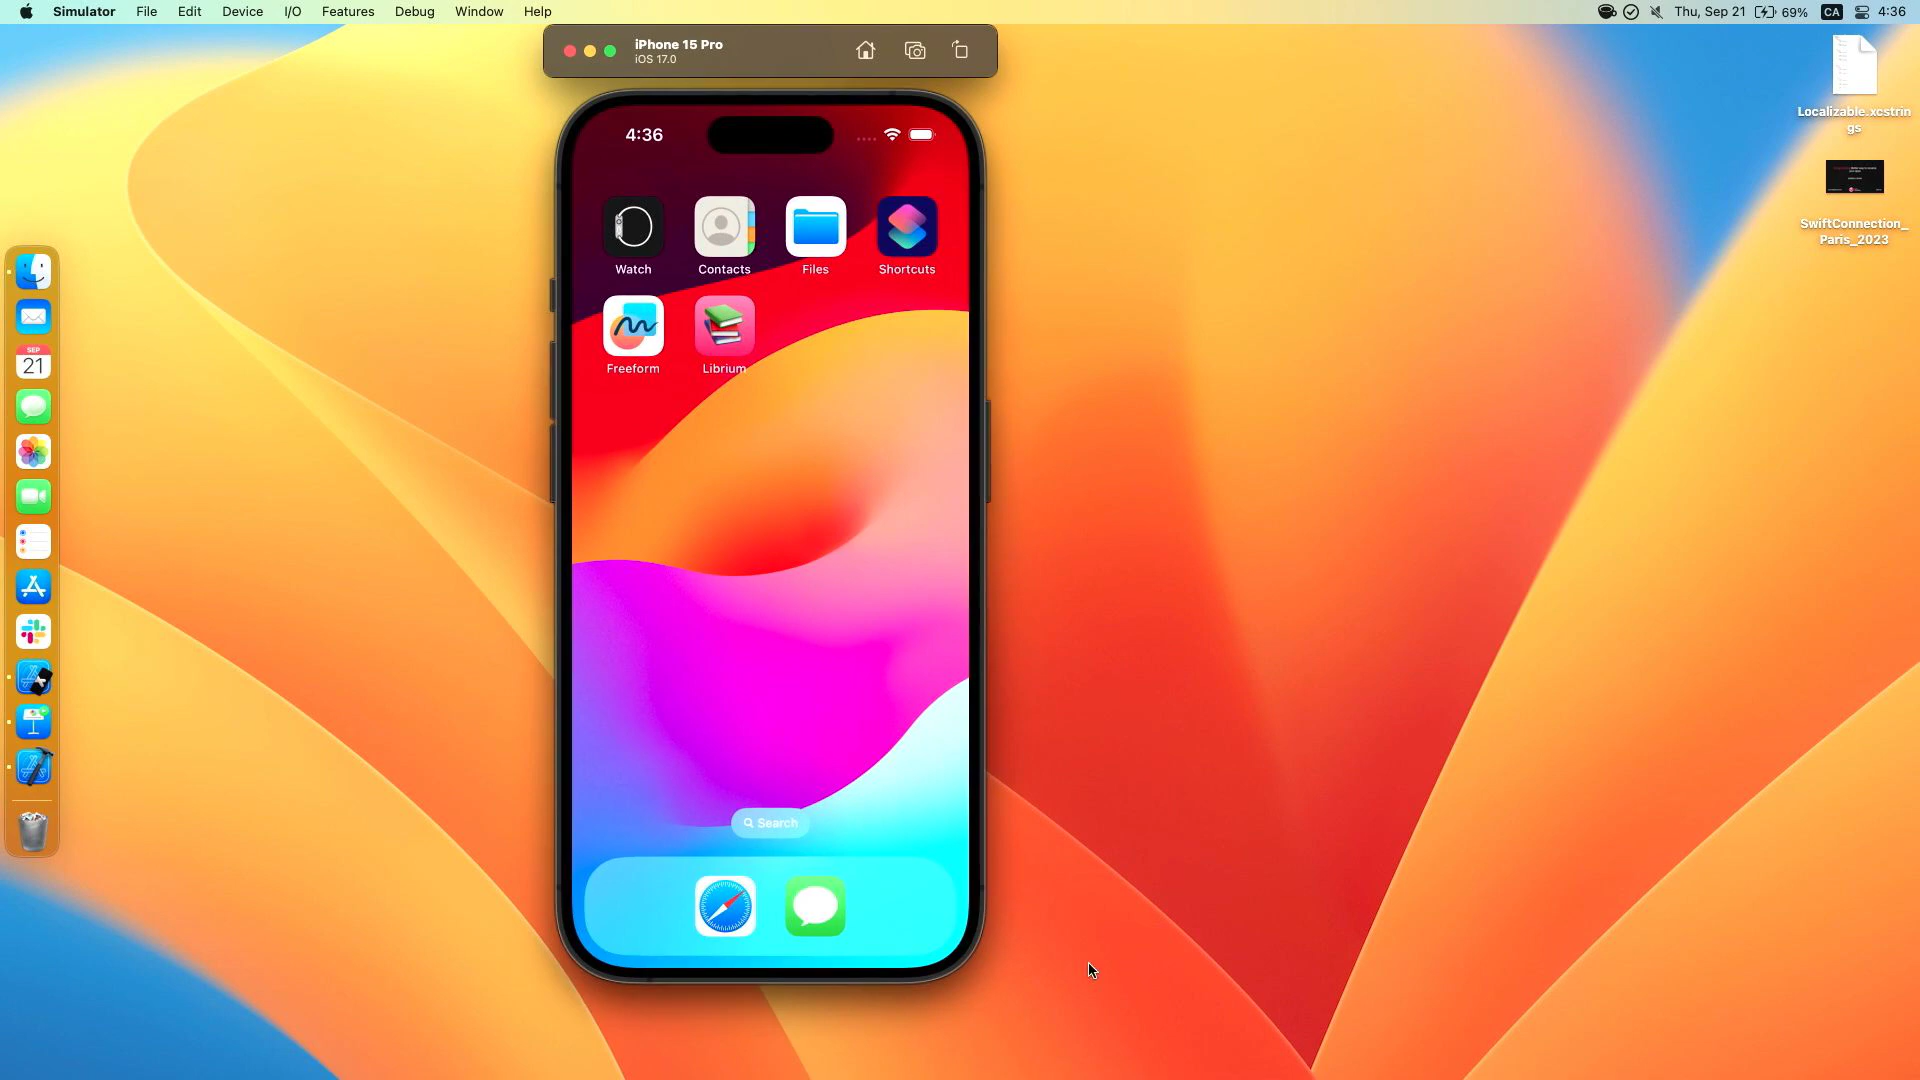 Simulator File Edit Device I/O Features Debug Window Help
Thu, Sep 21 69% CA 4:36
iPhone 15 Pro
iOS 17.0
Localizable.xcstrin
gs
SwiftConnection_
Paris_2023
4:36
Watch Contacts Files Shortcuts
Freeform Librium
SEP
21
Search